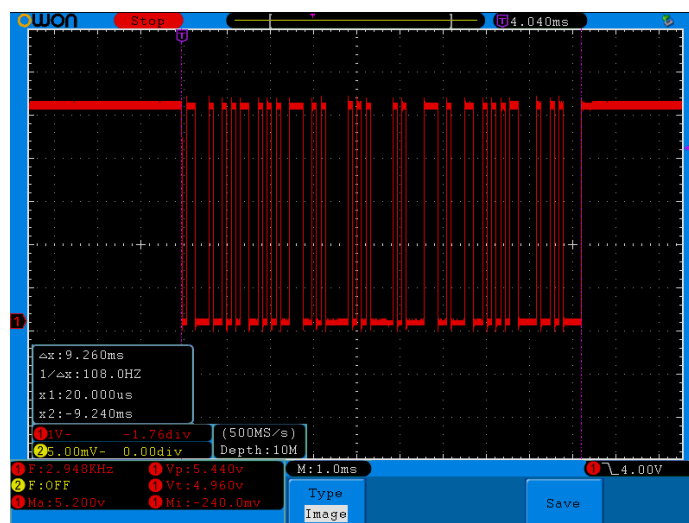 owon Stop T 4.040ms
T
1
△x:9.260ms
1/△x:108.0HZ
x1:20.000us
x2:-9.240ms
1 1V- -1.76div (500MS/s)
2 5.00mV- 0.00div Depth:10M
1 F:2.948KHz 1 Vp:5.440v M:1.0ms 1 4.00V
2 F:OFF 1 Vt:4.960v Type
1 Ma:5.200v 1 Mi:-240.0mv Image Save